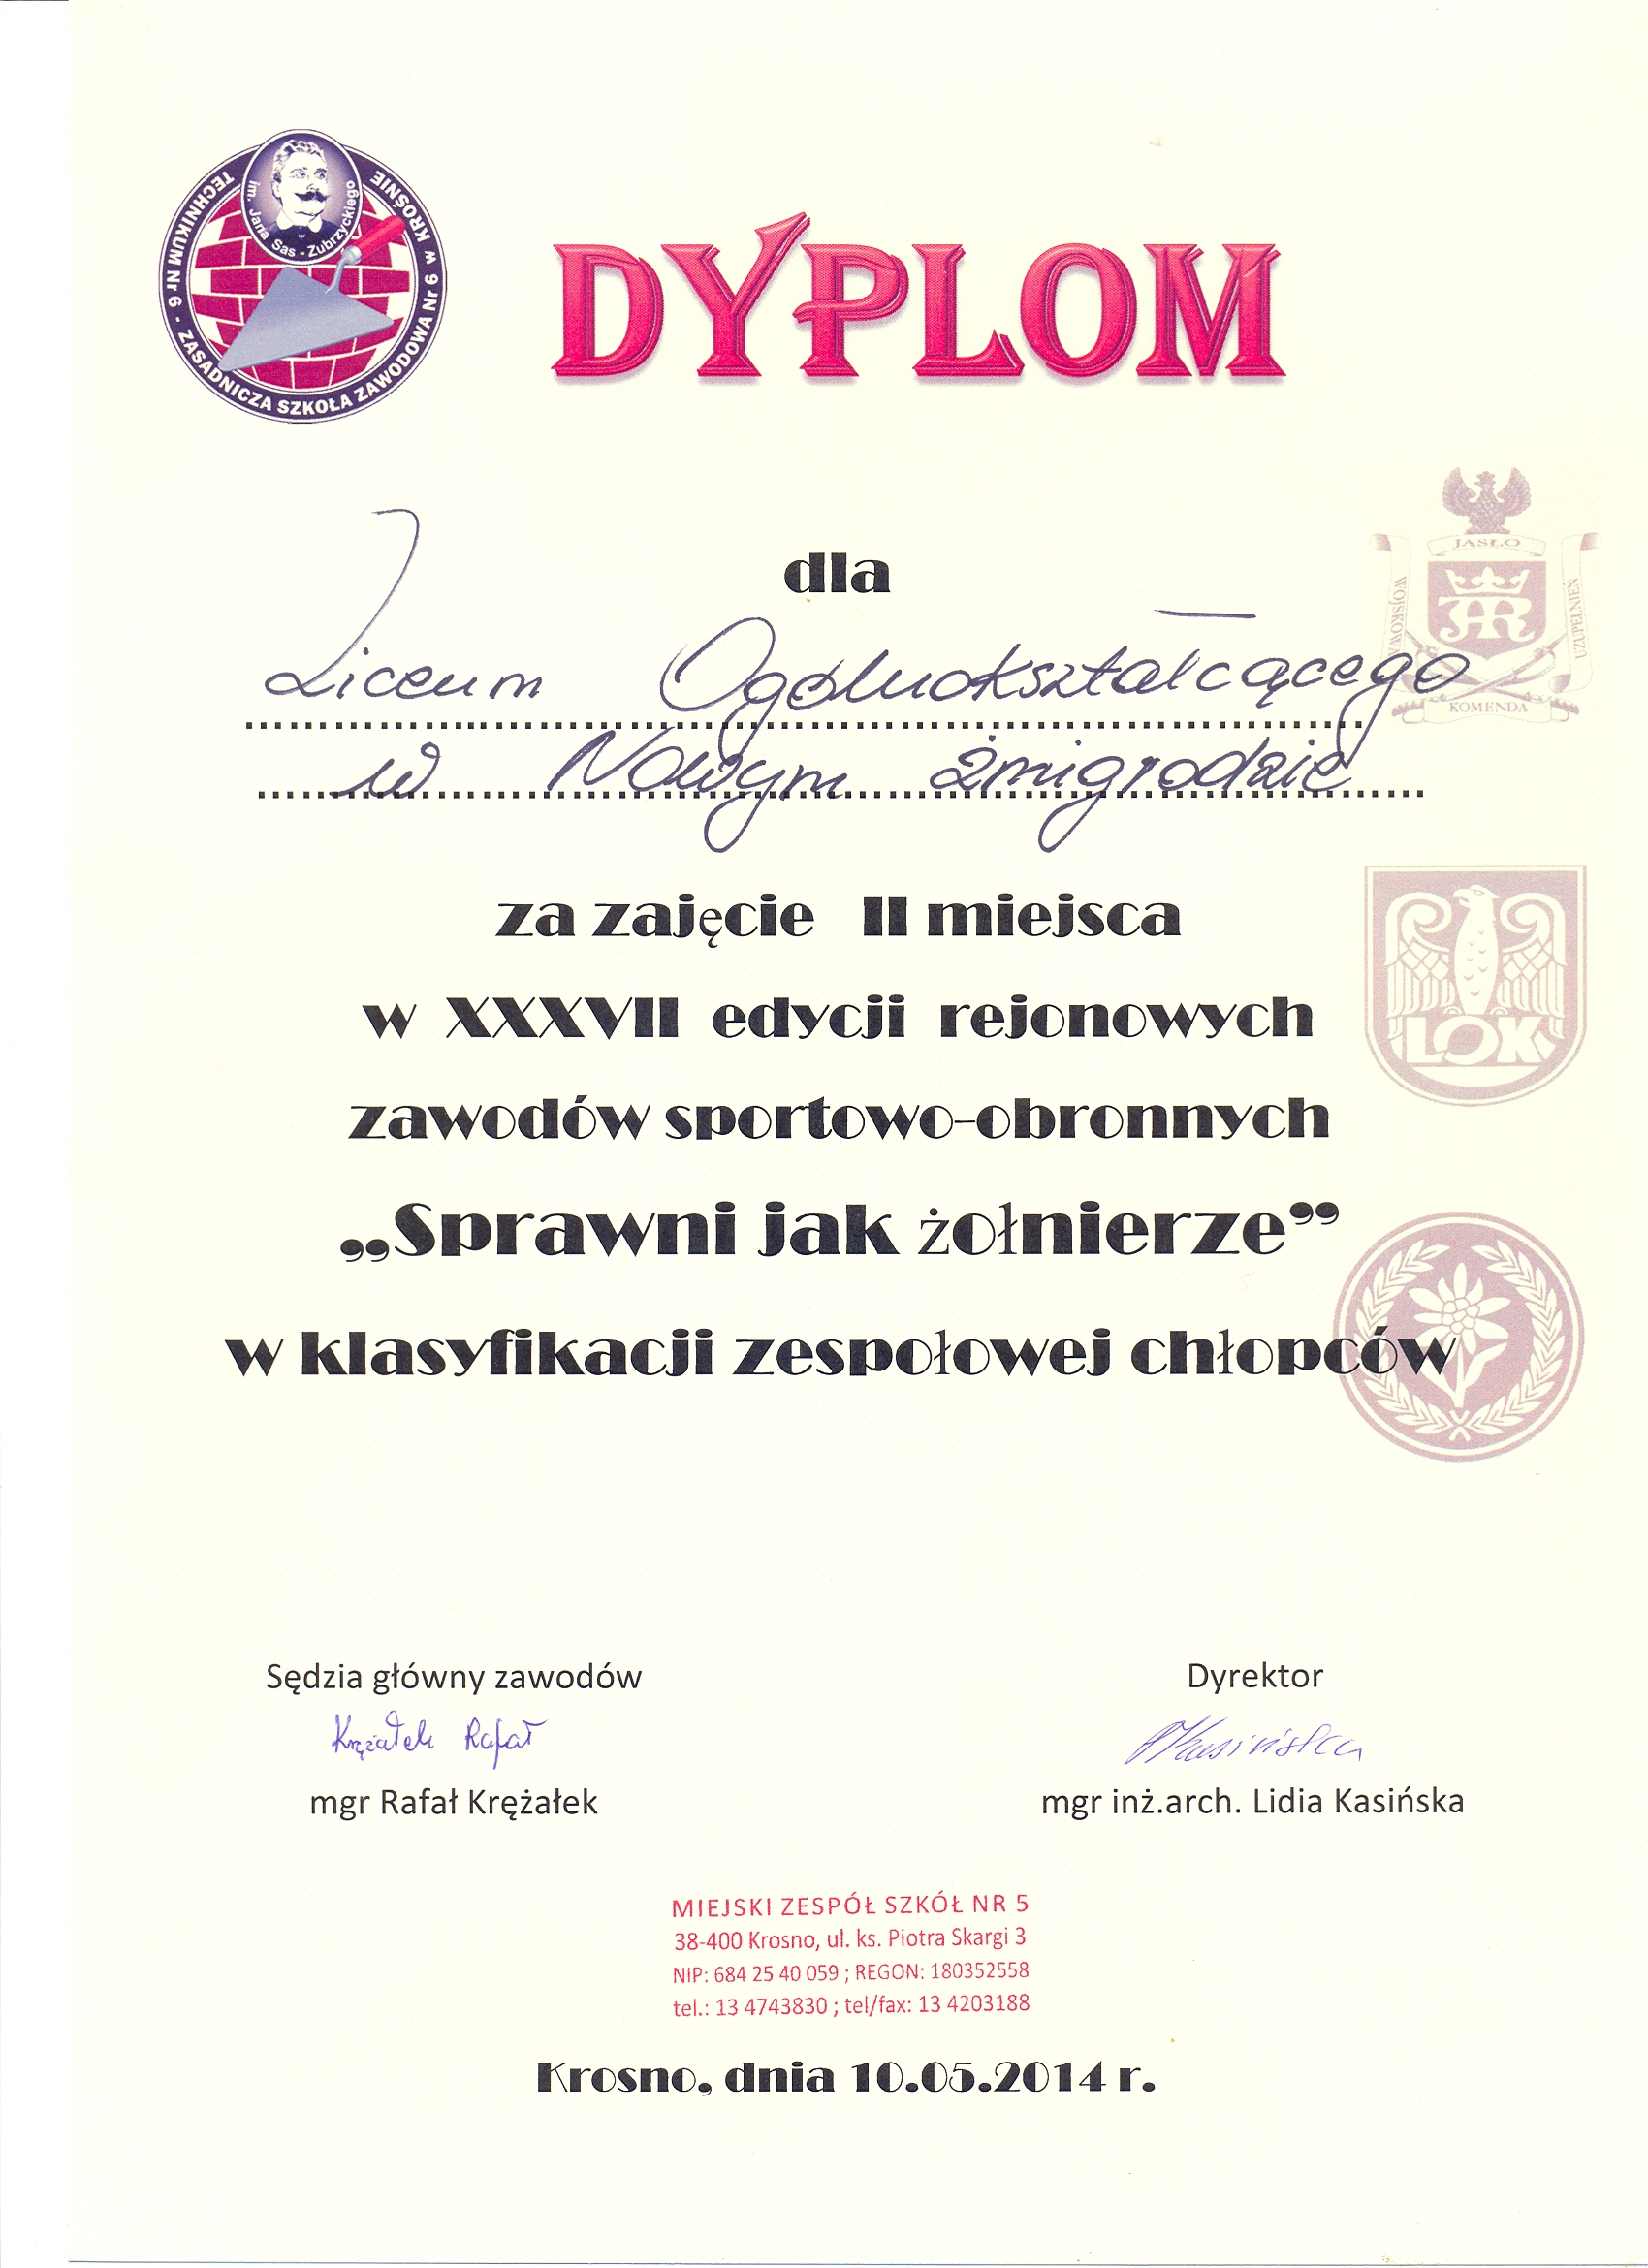 TECHNIKUM Nr 6 - ZASADNICZA SZKOŁA ZAWODOWA Nr 6 w KROŚNIE
im. Jana Sas - Zubrzyckiego
DYPLOM
dla
Liceum Ogólnokształcącego
w Nowym Żmigrodzie
JASŁO
WOJSKOWA
UZUPEŁNIEŃ
KOMENDA
za zajęcie II miejsca
w XXXVII edycji rejonowych
LOK
zawodów sportowo-obronnych
„Sprawni jak żołnierze”
w klasyfikacji zespołowej chłopców
Sędzia główny zawodów
Krężałek Rafał
mgr Rafał Krężałek
Dyrektor
LKasińska
mgr inż.arch. Lidia Kasińska
MIEJSKI ZESPÓŁ SZKÓŁ NR 5
38-400 Krosno, ul. ks. Piotra Skargi 3
NIP: 684 25 40 059 ; REGON: 180352558
tel.: 13 4743830 ; tel/fax: 13 4203188
Krosno, dnia 10.05.2014 r.